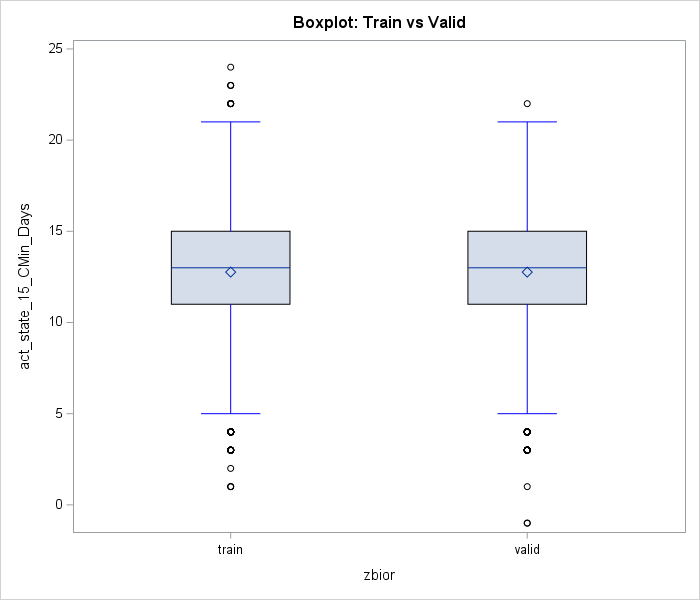 Boxplot: Train vs Valid
25
20
15
10
5
0
act_state_15_CMin_Days
train
valid
zbior